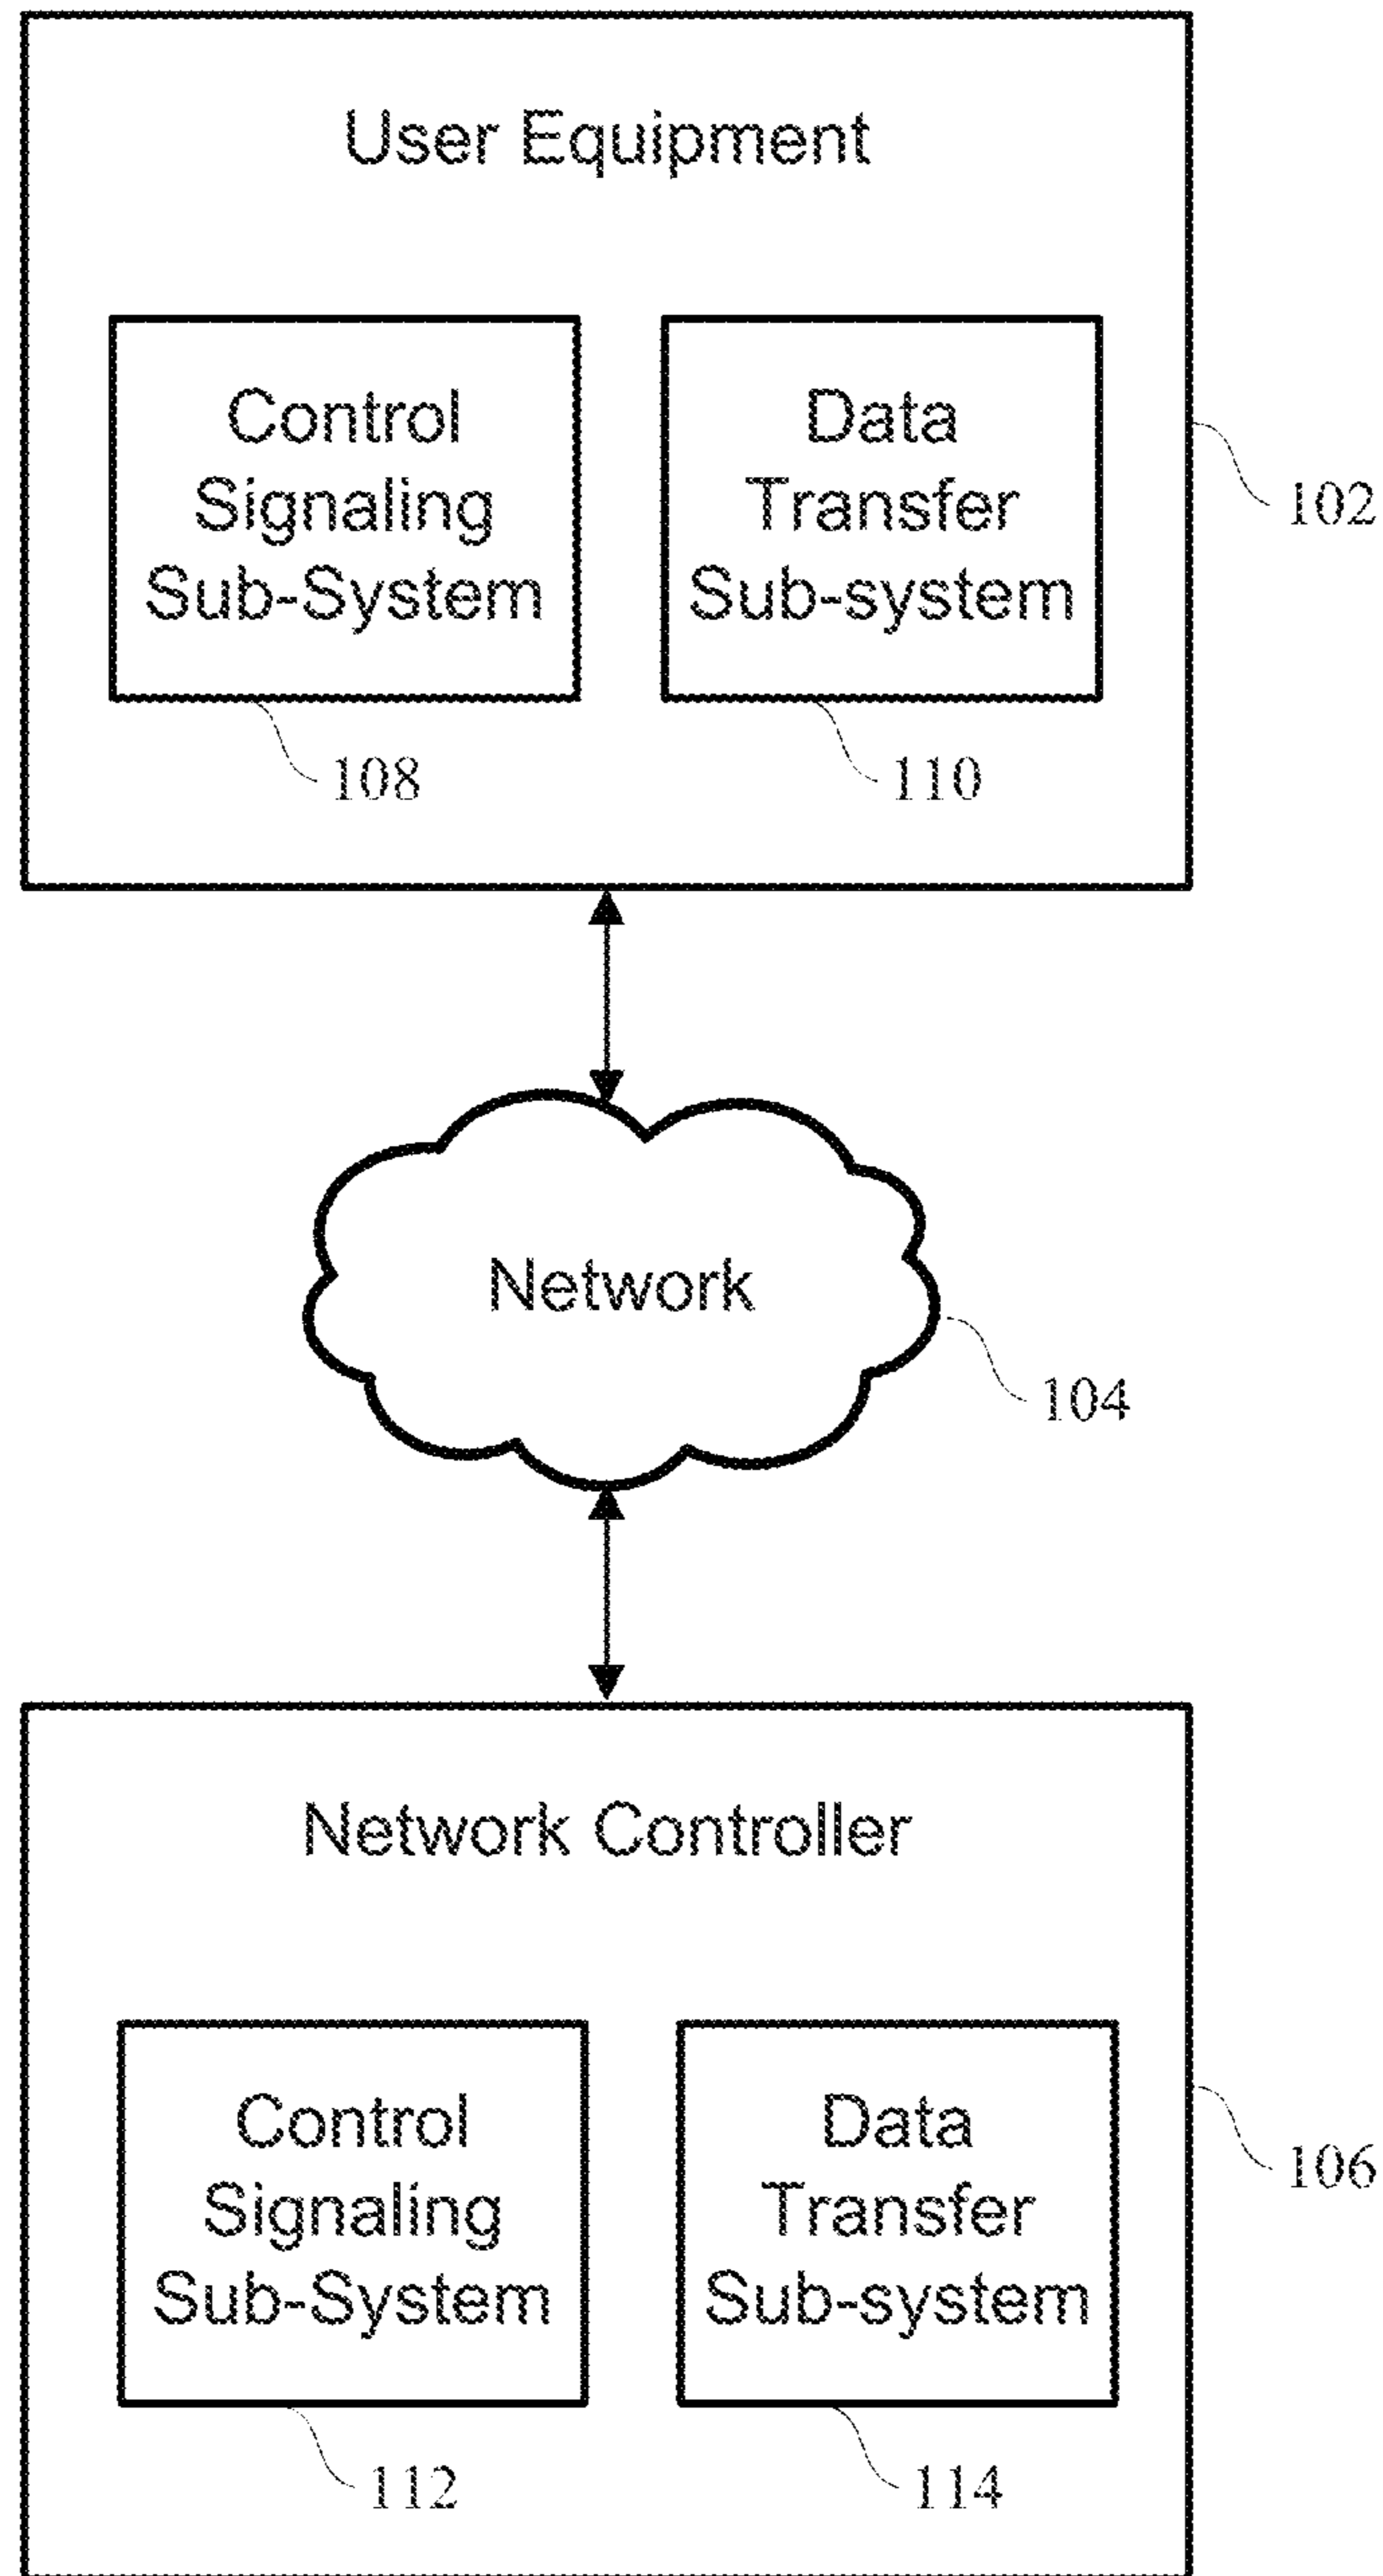 User Equipment
Control
Signaling
Sub-System
Data
Transfer
Sub-system
102
108
110
Network
104
Network Controller
Control
Signaling
Sub-System
Data
Transfer
Sub-system
106
112
114